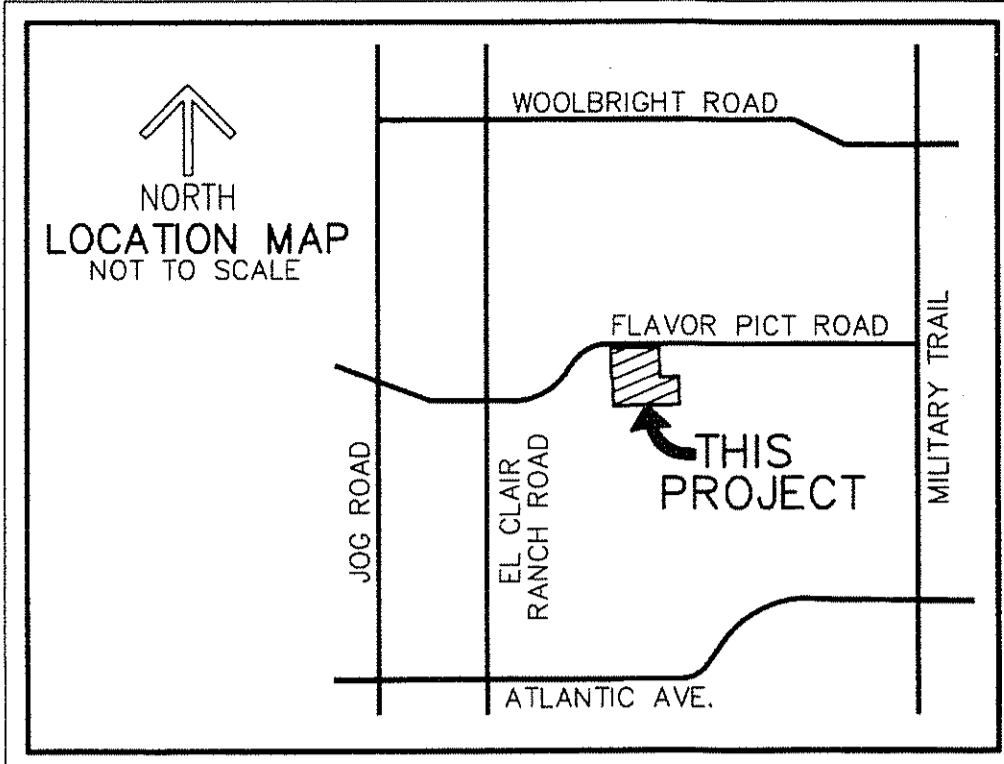 WOOLBRIGHT ROAD
NORTH
LOCATION MAP
NOT TO SCALE
FLAVOR PICT ROAD
MILITARY TRAIL
THIS
PROJECT
JOG ROAD
EL CLAIR
RANCH ROAD
ATLANTIC AVE.